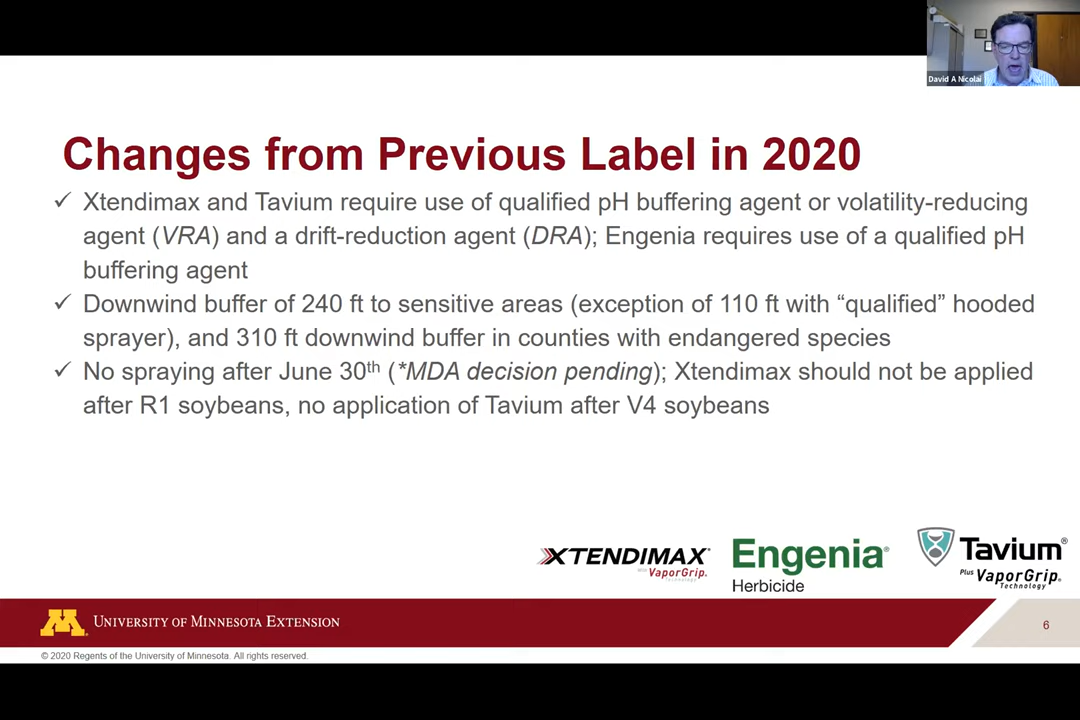 David A Nicolai
Changes from Previous Label in 2020
✓ Xtendimax and Tavium require use of qualified pH buffering agent or volatility-reducing
agent (VRA) and a drift-reduction agent (DRA); Engenia requires use of a qualified pH
buffering agent
✓ Downwind buffer of 240 ft to sensitive areas (exception of 110 ft with “qualified” hooded
sprayer), and 310 ft downwind buffer in counties with endangered species
✓ No spraying after June 30th (*MDA decision pending); Xtendimax should not be applied
after R1 soybeans, no application of Tavium after V4 soybeans
XTENDIMAX®
with VaporGrip®
Technology
Engenia®
Herbicide
Tavium®
Plus VaporGrip®
Technology
M
UNIVERSITY OF MINNESOTA EXTENSION
6
© 2020 Regents of the University of Minnesota. All rights reserved.